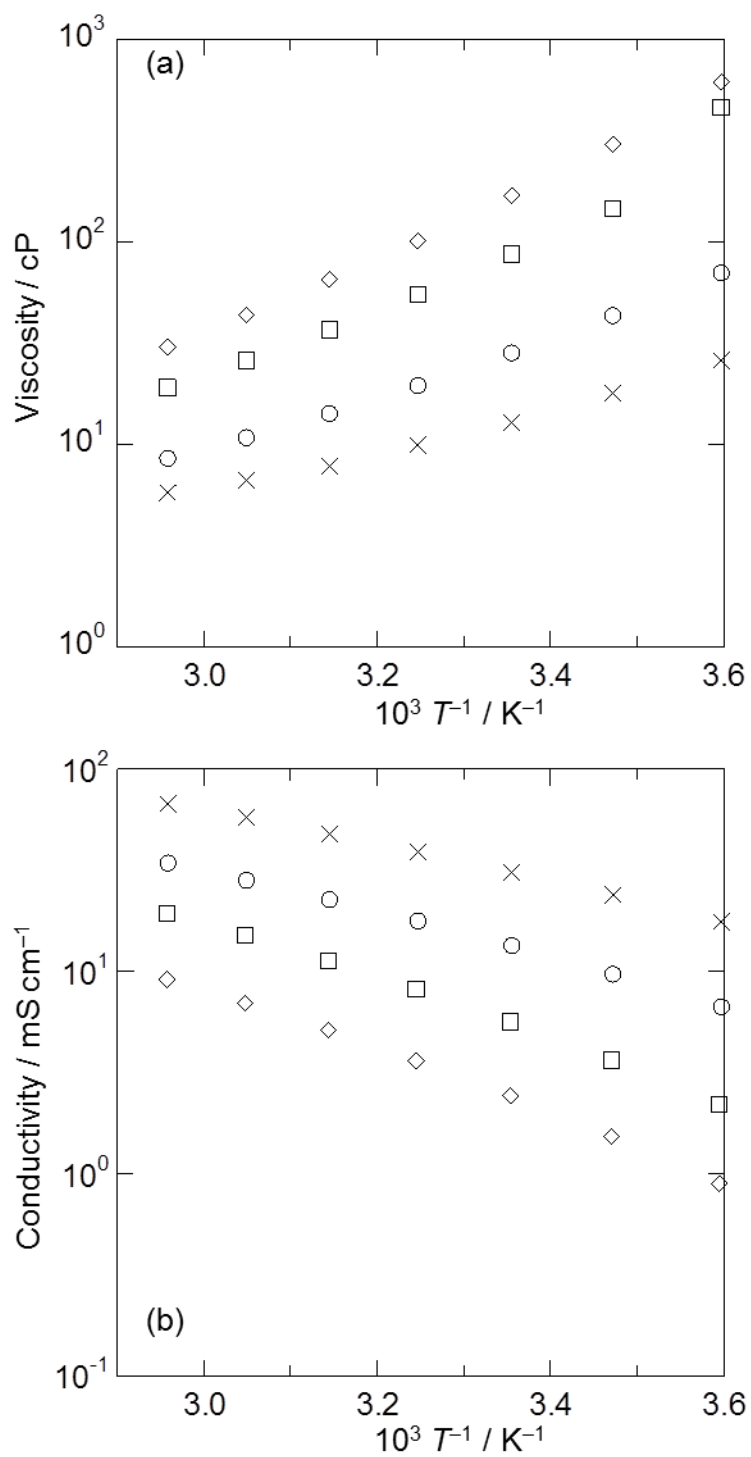 (a)
10³
10²
10¹
10⁰
Viscosity / cP
3.0 3.2 3.4 3.6
10³ T⁻¹ / K⁻¹
10²
10¹
10⁰
10⁻¹
Conductivity / mS cm⁻¹
(b)
3.0 3.2 3.4 3.6
10³ T⁻¹ / K⁻¹